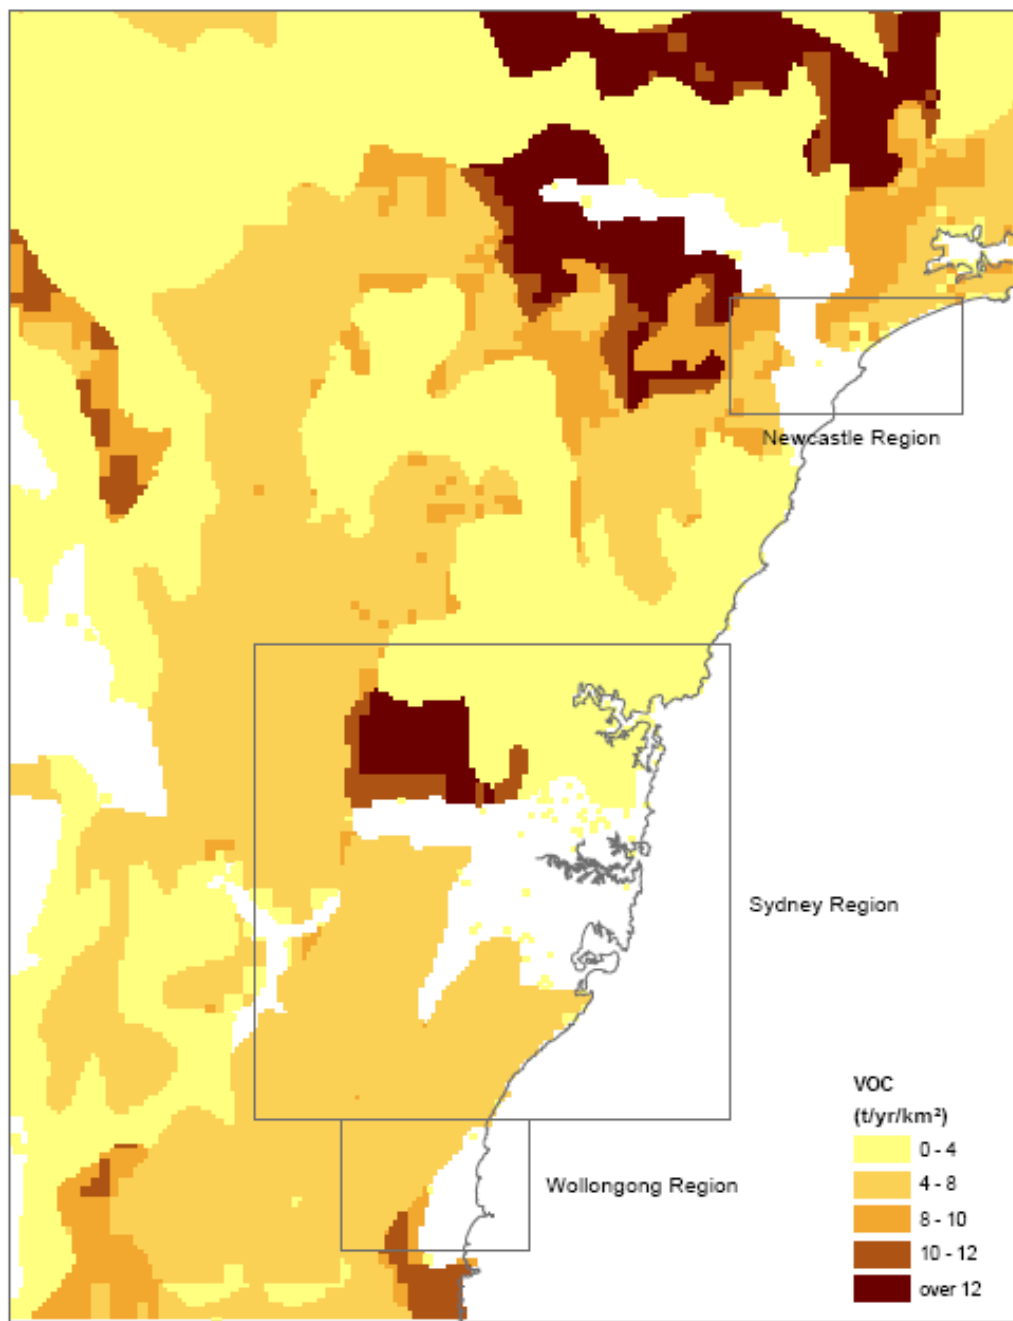 Newcastle Region
Sydney Region
VOC
(t/yr/km²)
0 - 4
4 - 8
8 - 10
10 - 12
over 12
Wollongong Region